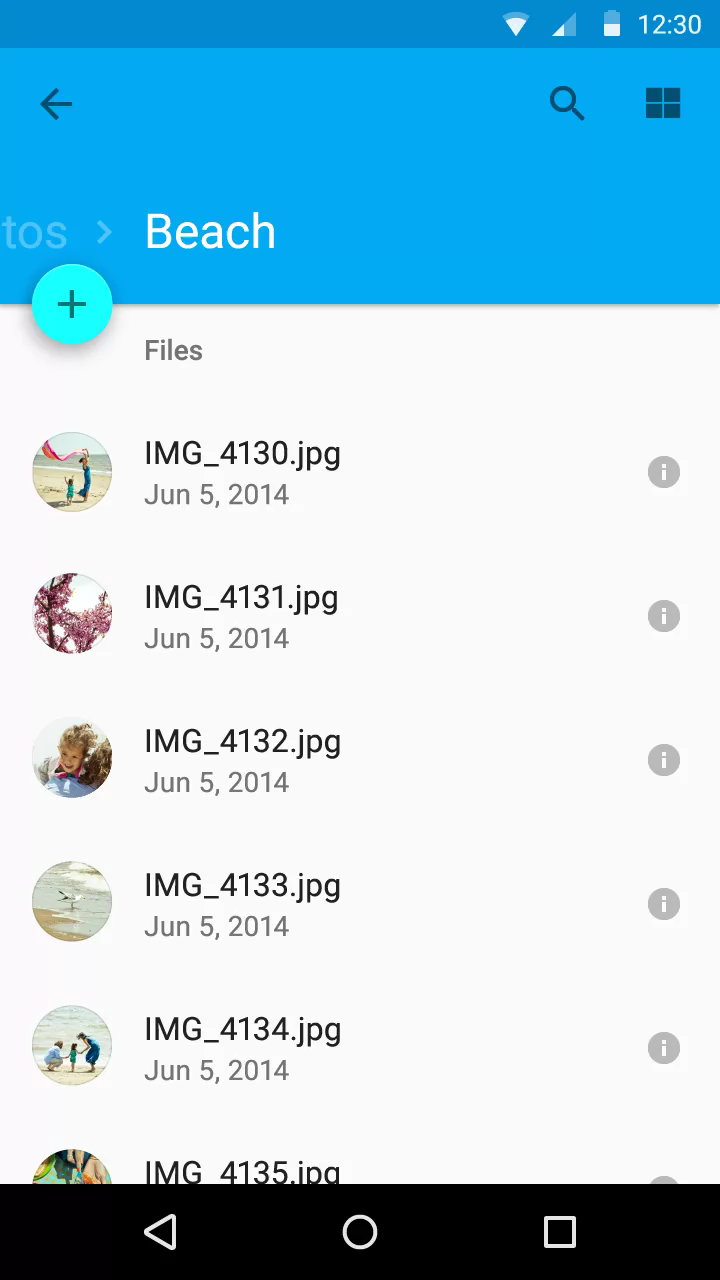 12:30
tos > Beach
Files
IMG_4130.jpg
Jun 5, 2014
IMG_4131.jpg
Jun 5, 2014
IMG_4132.jpg
Jun 5, 2014
IMG_4133.jpg
Jun 5, 2014
IMG_4134.jpg
Jun 5, 2014
IMG_4135.jpg